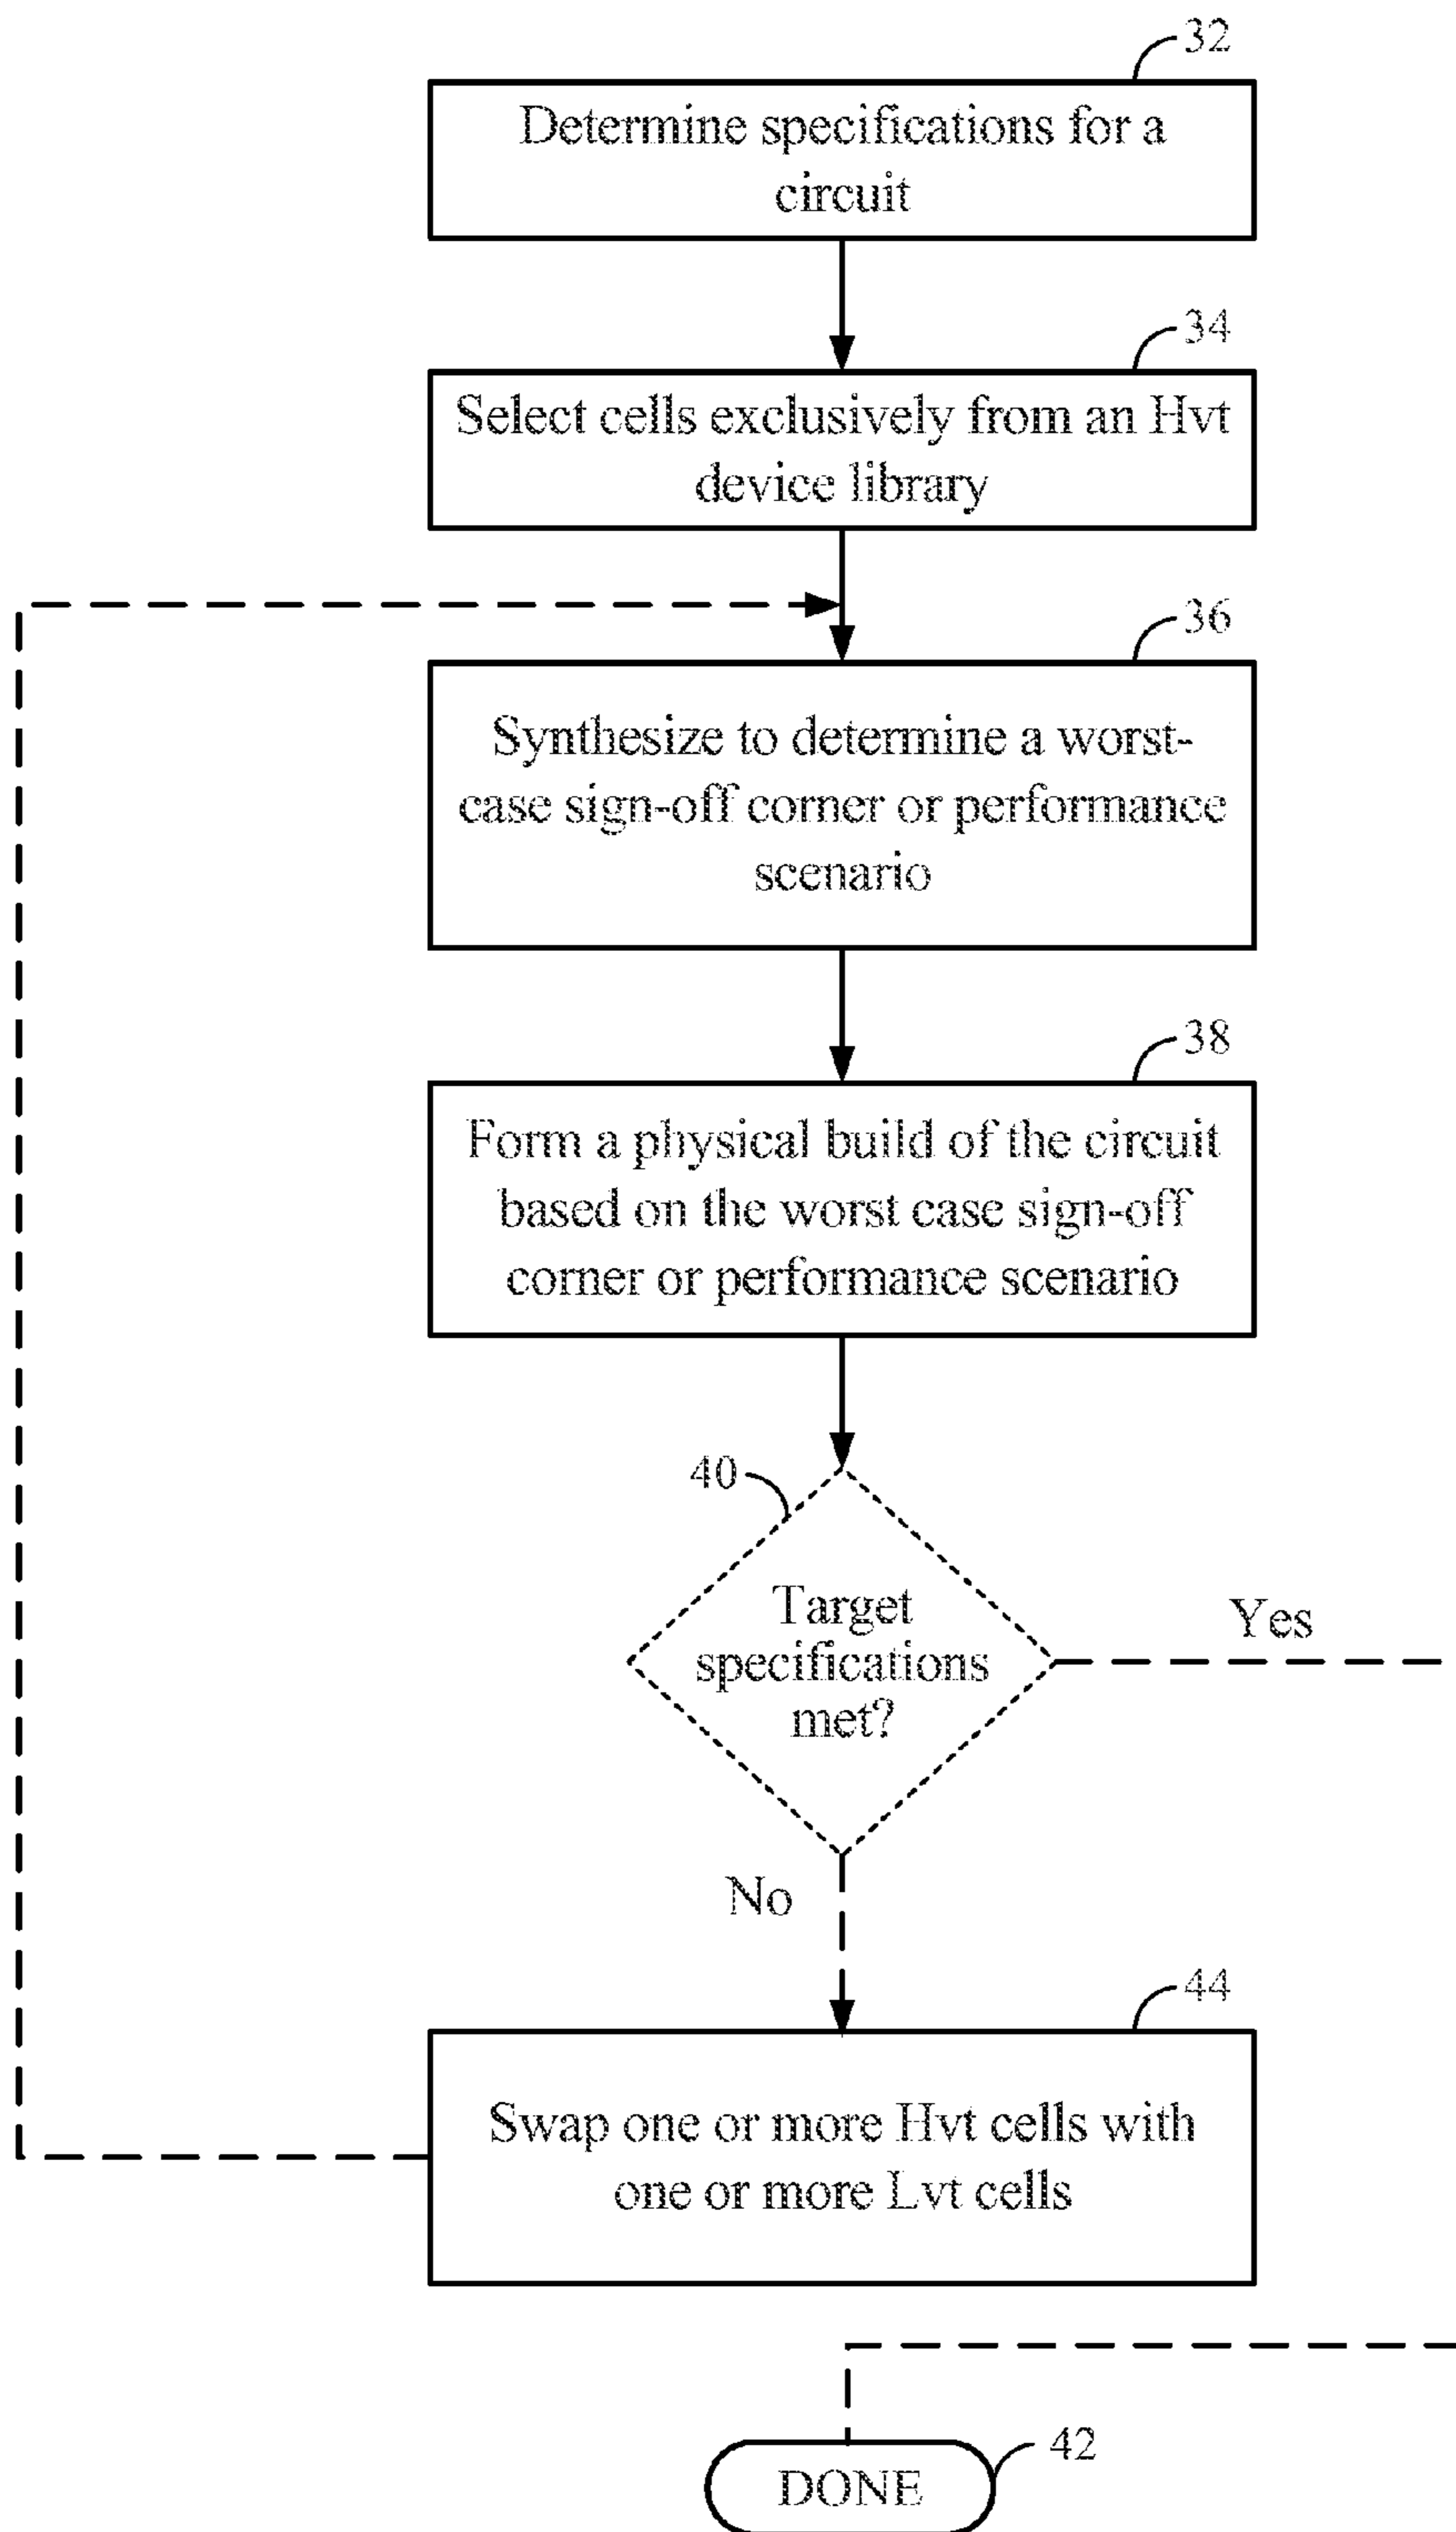 32
Determine specifications for a
circuit
34
Select cells exclusively from an Hvt
device library
36
Synthesize to determine a worst-
case sign-off corner or performance
scenario
38
Form a physical build of the circuit
based on the worst case sign-off
corner or performance scenario
40
Target
specifications
met?
Yes
No
44
Swap one or more Hvt cells with
one or more Lvt cells
42
DONE